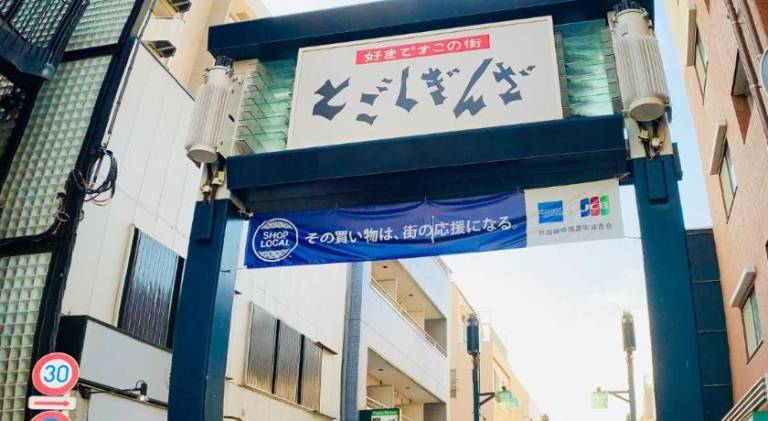 好きですこの街
とごしぎんざ
SHOP
LOCAL
その買い物は、街の応援になる。
JCB
30